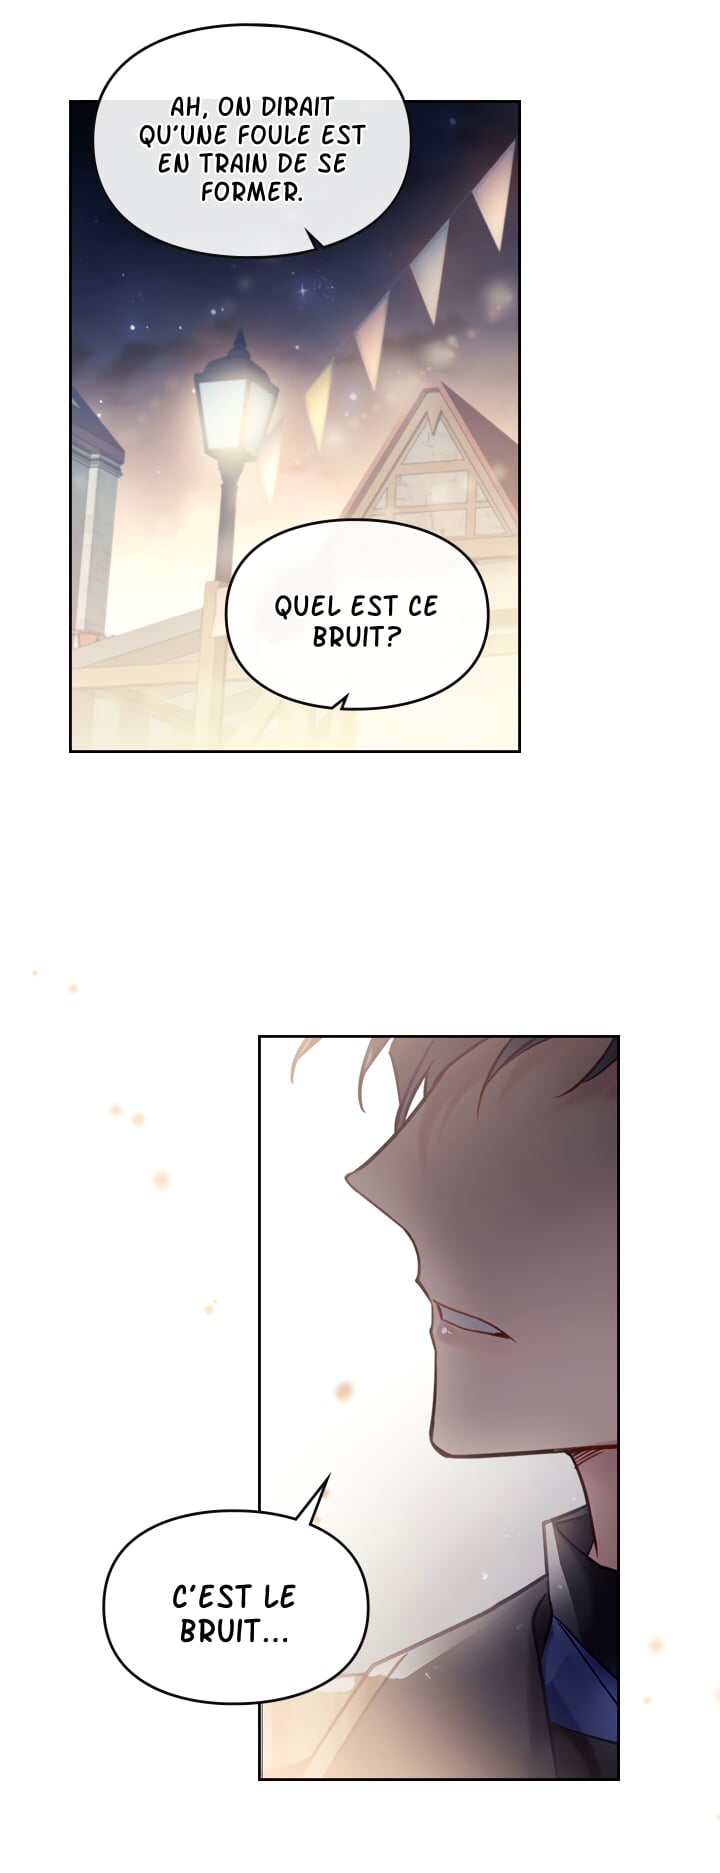 AH, ON DIRAIT
QU'UNE FOULE EST
EN TRAIN DE SE
FORMER.
QUEL EST CE
BRUIT?
C'EST LE
BRUIT...